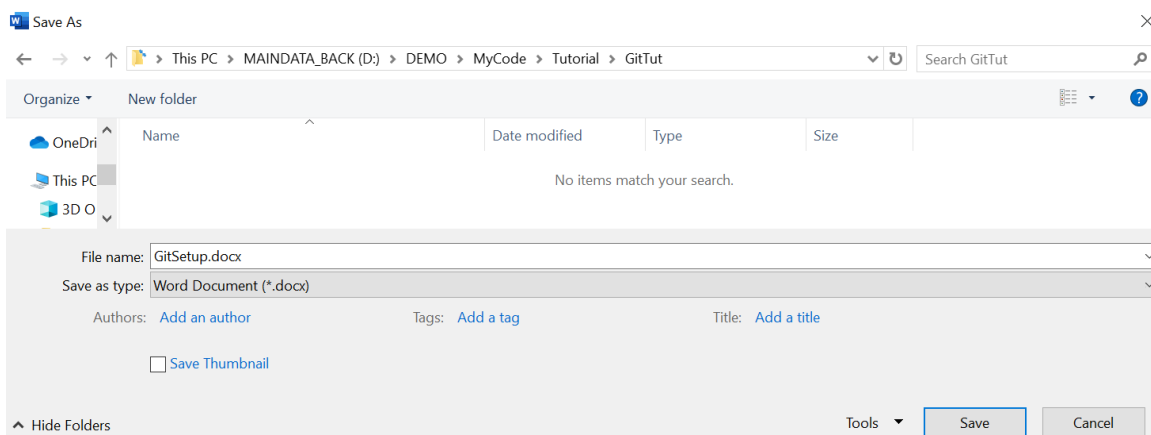 Save As
This PC > MAINDATA_BACK (D:) > DEMO > MyCode > Tutorial > GitTut
Search GitTut
Organize
New folder
?
Name
Date modified
Type
Size
OneDri
This PC
3D O
No items match your search.
File name: GitSetup.docx
Save as type: Word Document (*.docx)
Authors: Add an author
Tags: Add a tag
Title: Add a title
Save Thumbnail
Hide Folders
Tools
Save
Cancel